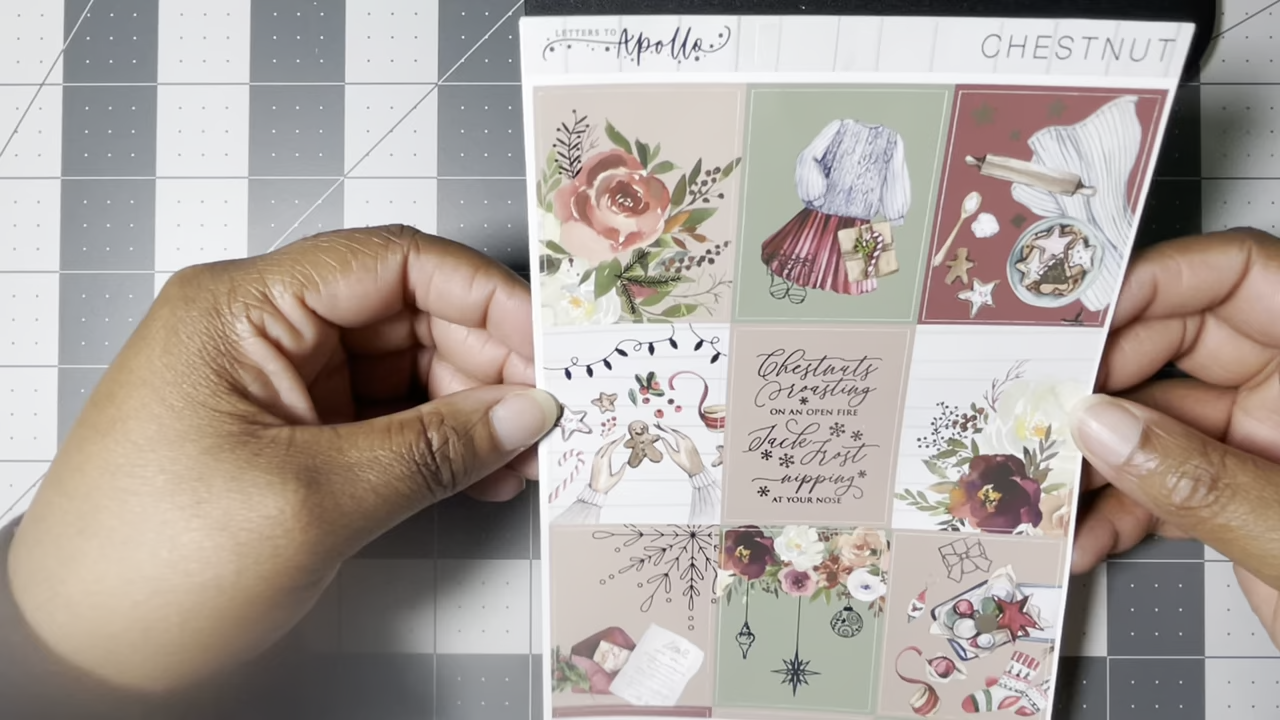 LETTERS TO Apollo
CHESTNUT
Chestnuts
roasting
ON AN OPEN FIRE
Jack
Frost
nipping
AT YOUR NOSE